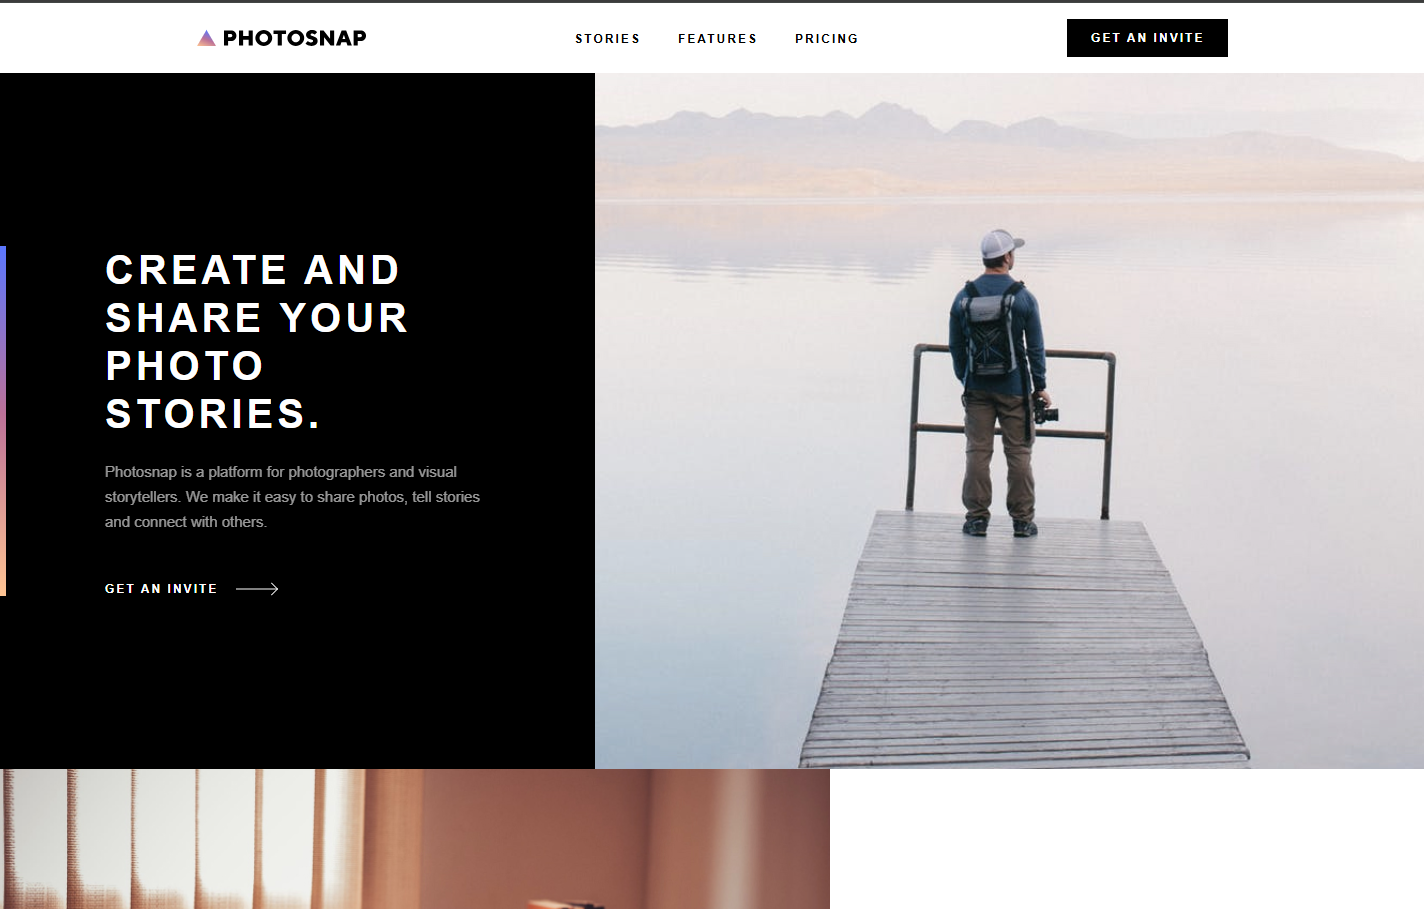 PHOTOSNAP
STORIES FEATURES PRICING
GET AN INVITE
CREATE AND
SHARE YOUR
PHOTO
STORIES.
Photosnap is a platform for photographers and visual
storytellers. We make it easy to share photos, tell stories
and connect with others.
GET AN INVITE